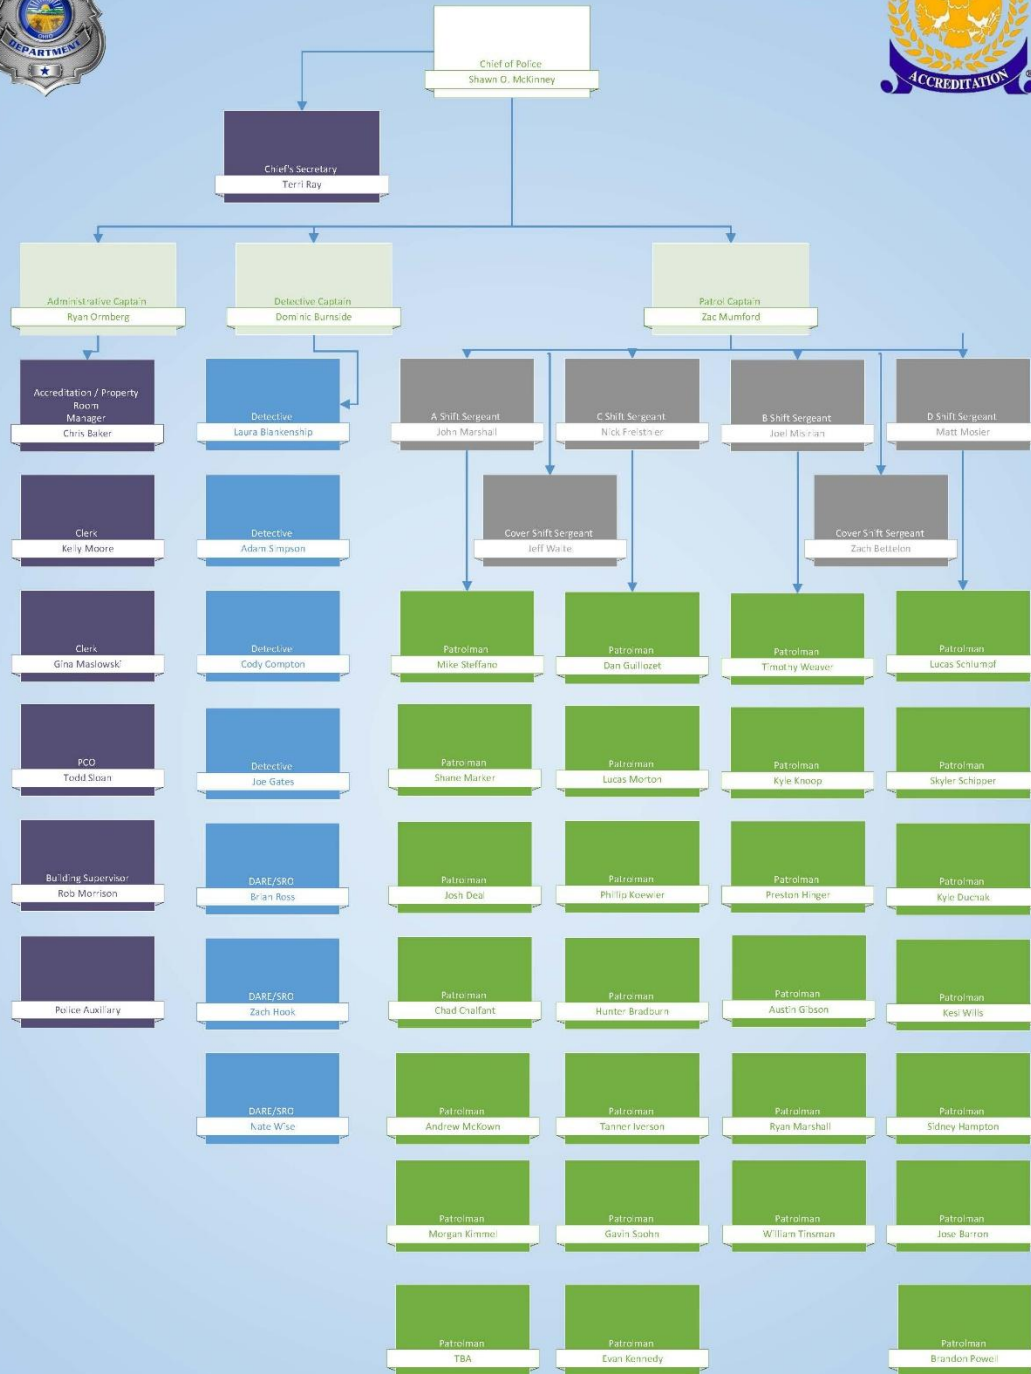 OHIO
DEPARTMENT
ACCREDITATION
®
Chief of Police
Shawn O. McKinney
Chief's Secretary
Terri Ray
Administrative Captain
Ryan Ormberg
Detective Captain
Dominic Burnside
Patrol Captain
Zac Mumford
Accreditation / Property
Room
Manager
Chris Baker
Detective
Laura Blankenship
A Shift Sergeant
John Marshall
C Shift Sergeant
Nick Freisthler
B Shift Sergeant
Joel Misirian
D Shift Sergeant
Matt Mosier
Clerk
Kelly Moore
Detective
Adam Simpson
Cover Shift Sergeant
Jeff Waite
Cover Shift Sergeant
Zach Bettelon
Clerk
Gina Maslowski
Detective
Cody Compton
Patrolman
Mike Steffano
Patrolman
Dan Guillozet
Patrolman
Timothy Weaver
Patrolman
Lucas Schlumpf
PCO
Todd Sloan
Detective
Joe Gates
Patrolman
Shane Marker
Patrolman
Lucas Morton
Patrolman
Kyle Knoop
Patrolman
Skyler Schipper
Building Supervisor
Rob Morrison
DARE/SRO
Brian Ross
Patrolman
Josh Deal
Patrolman
Phillip Koewler
Patrolman
Preston Hinger
Patrolman
Kyle Duchak
Police Auxiliary
DARE/SRO
Zach Hook
Patrolman
Chad Chalfant
Patrolman
Hunter Bradburn
Patrolman
Austin Gibson
Patrolman
Kesi Wills
DARE/SRO
Nate Wise
Patrolman
Andrew McKown
Patrolman
Tanner Iverson
Patrolman
Ryan Marshall
Patrolman
Sidney Hampton
Patrolman
Morgan Kimmel
Patrolman
Gavin Spohn
Patrolman
William Tinsman
Patrolman
Jose Barron
Patrolman
TBA
Patrolman
Evan Kennedy
Patrolman
Brandon Powell